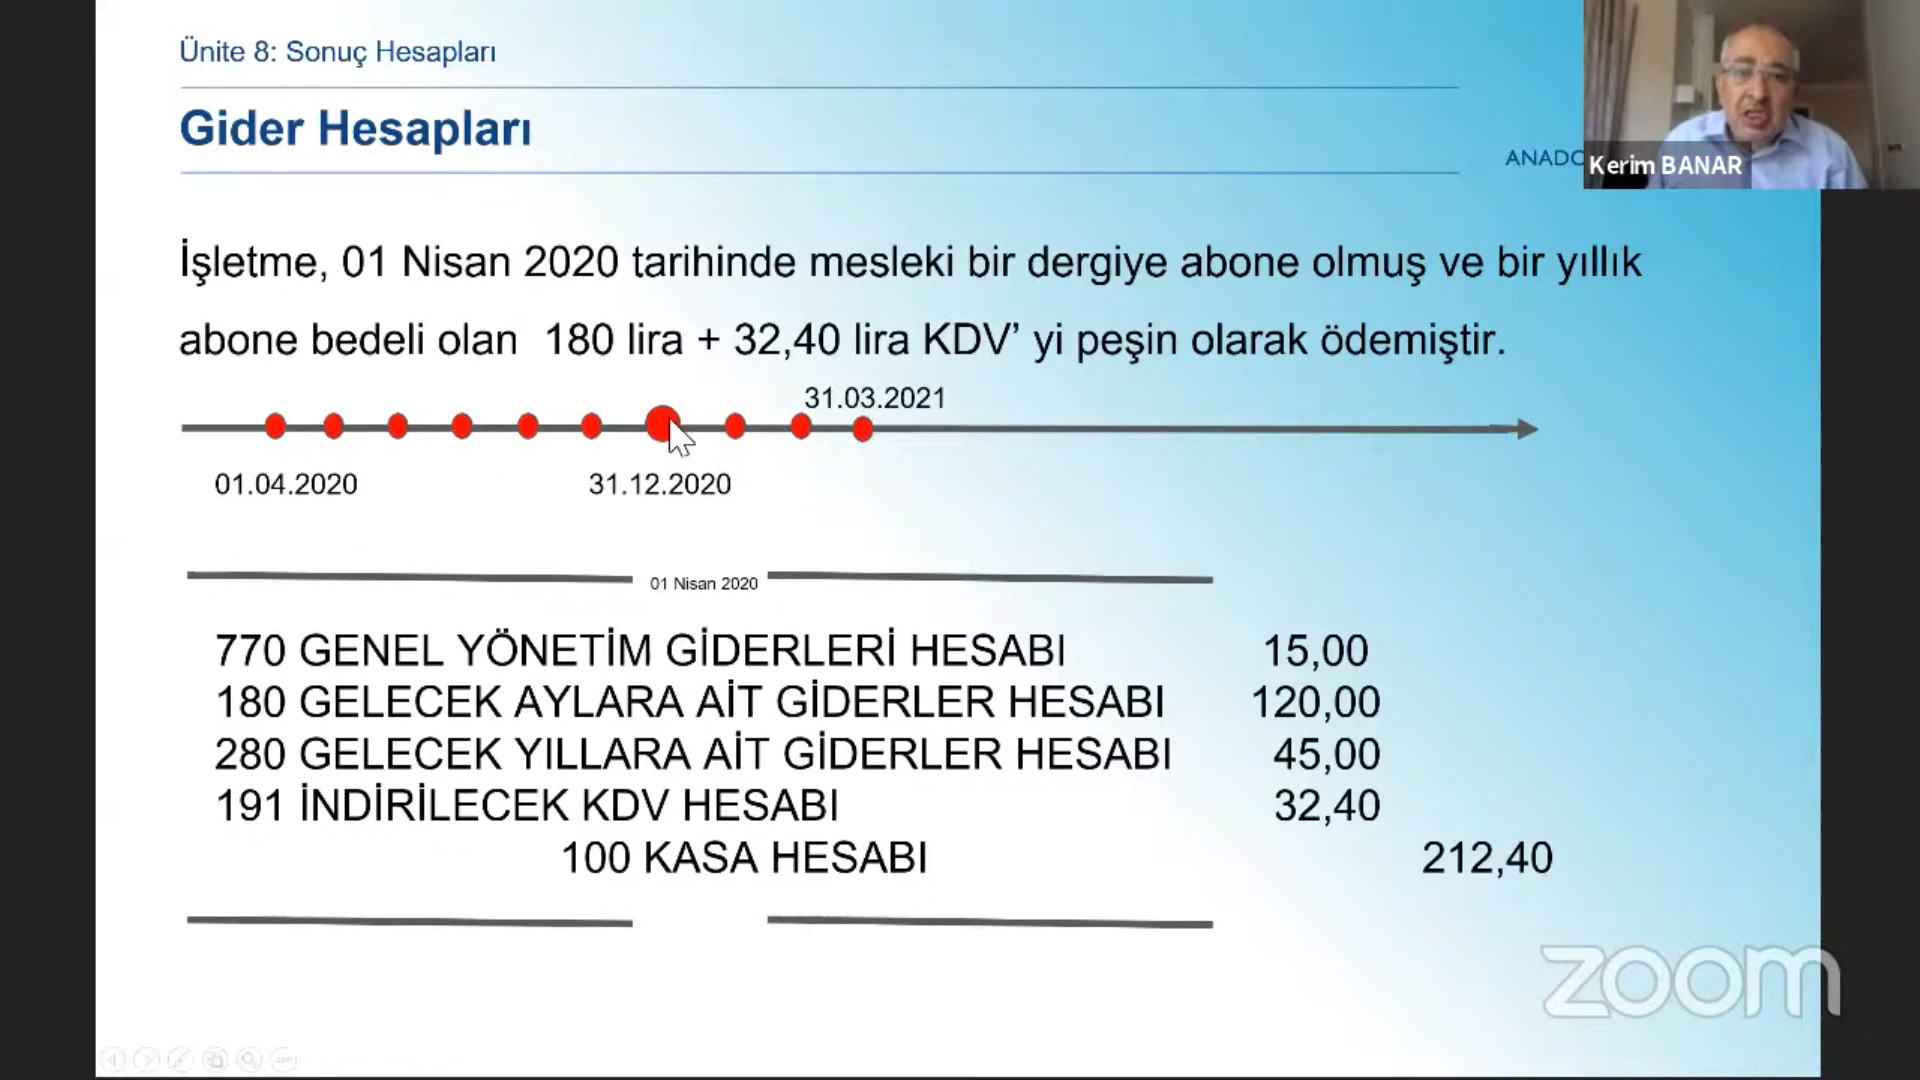 Ünite 8: Sonuç Hesapları
Gider Hesapları
ANADO
Kerim BANAR
İşletme, 01 Nisan 2020 tarihinde mesleki bir dergiye abone olmuş ve bir yıllık
abone bedeli olan 180 lira + 32,40 lira KDV’ yi peşin olarak ödemiştir.
31.03.2021
01.04.2020 31.12.2020
01 Nisan 2020
770 GENEL YÖNETİM GİDERLERİ HESABI 15,00
180 GELECEK AYLARA AİT GİDERLER HESABI 120,00
280 GELECEK YILLARA AİT GİDERLER HESABI 45,00
191 İNDİRİLECEK KDV HESABI 32,40
100 KASA HESABI 212,40
zoom